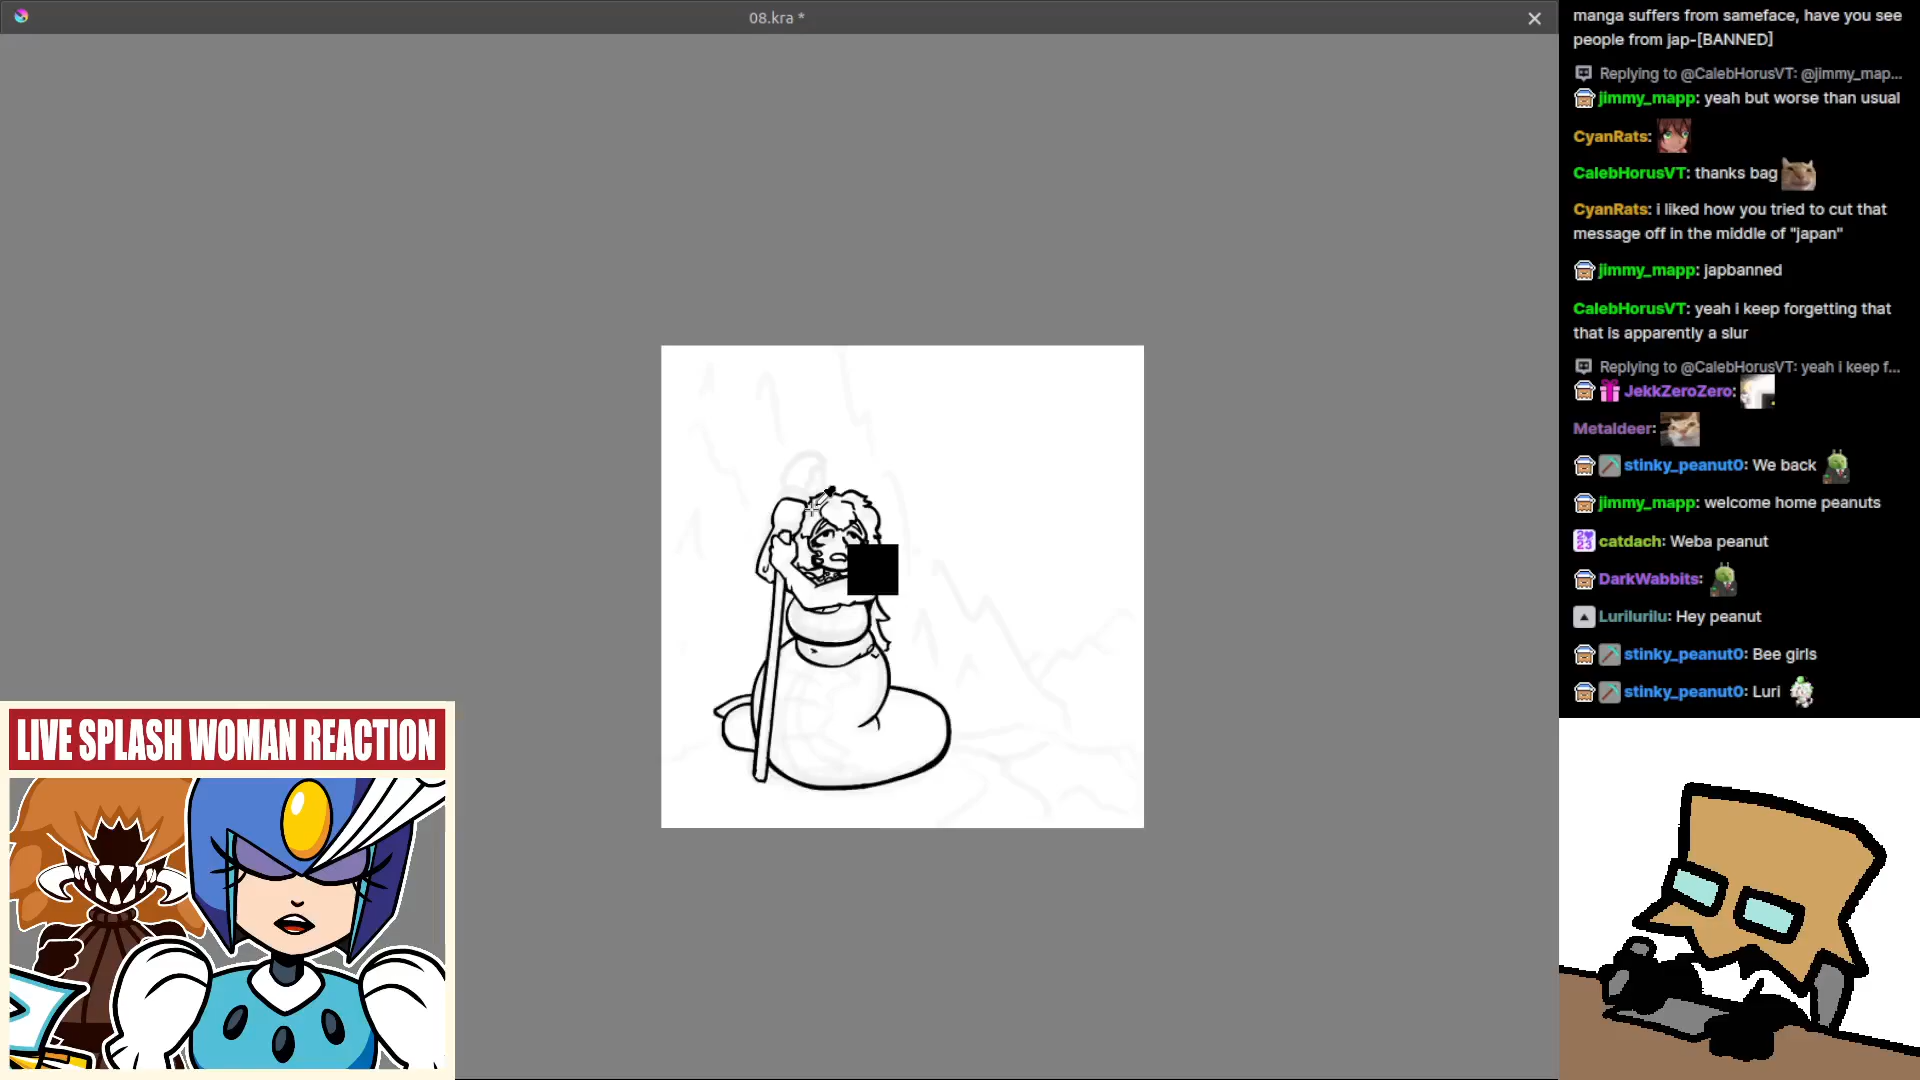 08.kra *
manga suffers from sameface, have you see
people from jap-[BANNED]
Replying to @CalebHorusVT: @jimmy_map...
jimmy_mapp: yeah but worse than usual
CyanRats:
CalebHorusVT: thanks bag
CyanRats: i liked how you tried to cut that
message off in the middle of "japan"
jimmy_mapp: japbanned
CalebHorusVT: yeah i keep forgetting that
that is apparently a slur
Replying to @CalebHorusVT: yeah i keep f...
JekkZeroZero:
Metaldeer:
stinky_peanut0: We back
jimmy_mapp: welcome home peanuts
catdach: Weba peanut
DarkWabbits:
Lurilurilu: Hey peanut
stinky_peanut0: Bee girls
stinky_peanut0: Luri
LIVE SPLASH WOMAN REACTION